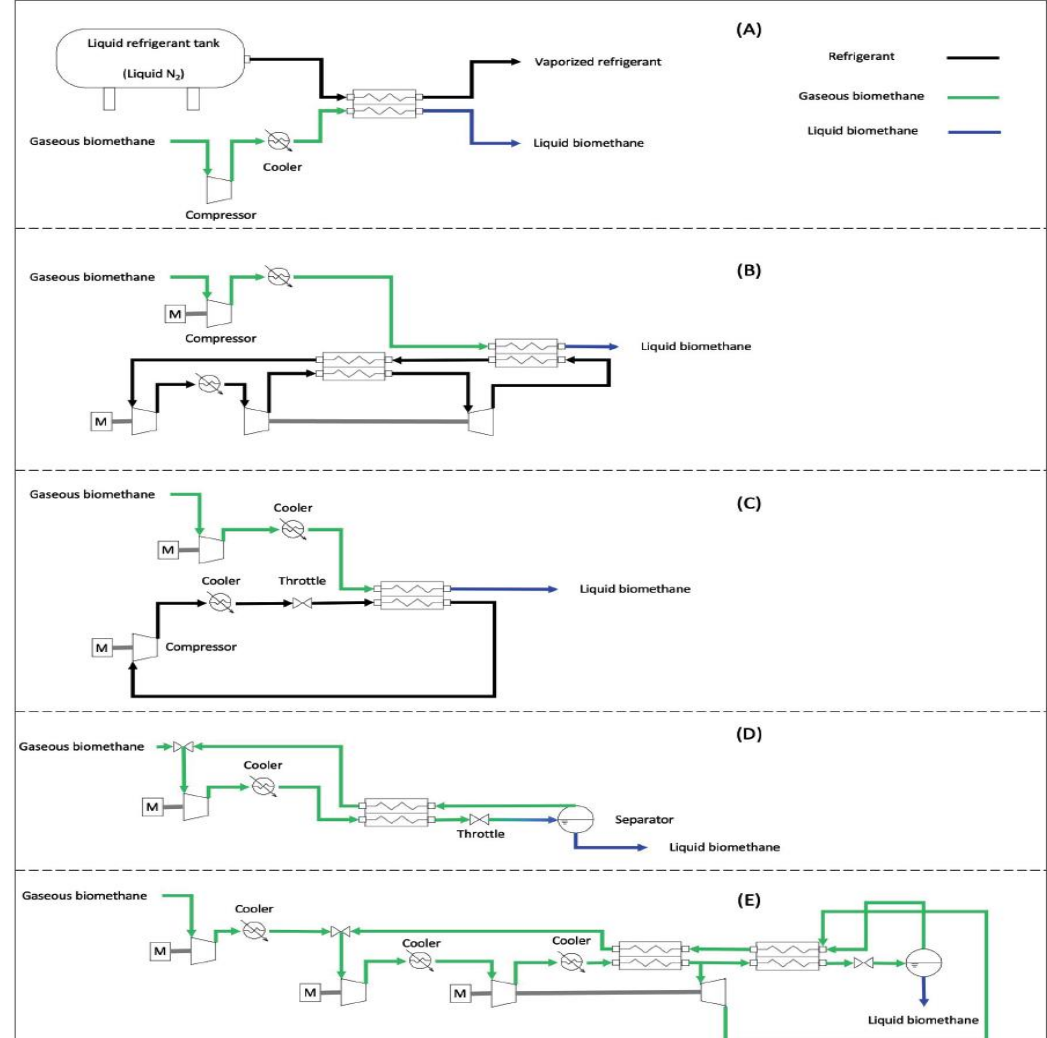 (A)
Liquid refrigerant tank
(Liquid N₂)
Vaporized refrigerant
Refrigerant
Gaseous biomethane
Liquid biomethane
Gaseous biomethane
Cooler
Liquid biomethane
Compressor
(B)
Gaseous biomethane
M
Compressor
Liquid biomethane
M
(C)
Gaseous biomethane
Cooler
M
Cooler
Throttle
Liquid biomethane
M
Compressor
(D)
Gaseous biomethane
Cooler
M
Separator
Throttle
Liquid biomethane
(E)
Gaseous biomethane
Cooler
M
Cooler
Cooler
M
M
Liquid biomethane